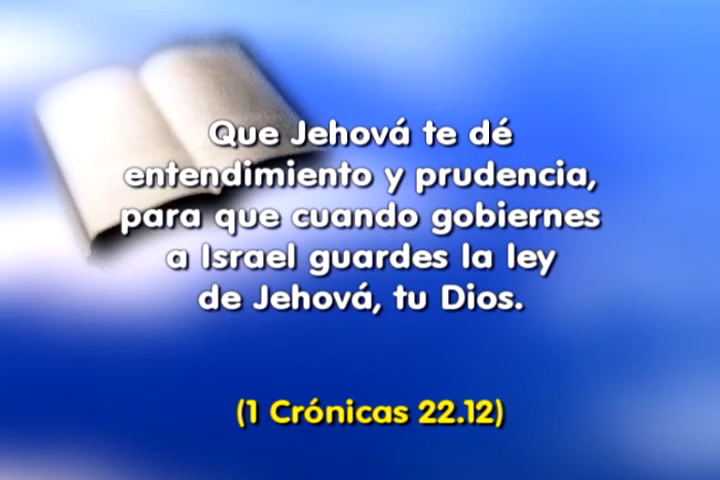 Que Jehová te dé
entendimiento y prudencia,
para que cuando gobiernes
a Israel guardes la ley
de Jehová, tu Dios.
(1 Crónicas 22.12)